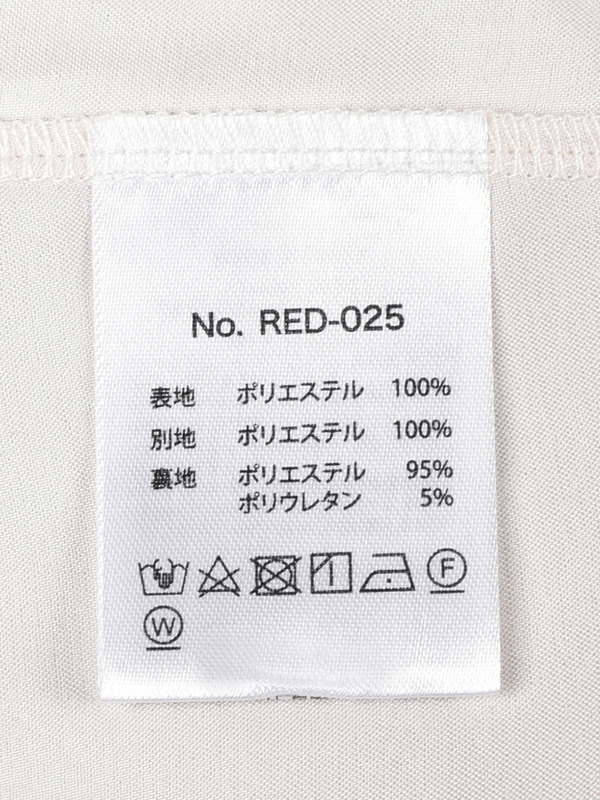 No. RED-025
表地 ポリエステル 100%
別地 ポリエステル 100%
裏地 ポリエステル 95%
ポリウレタン 5%
F
W